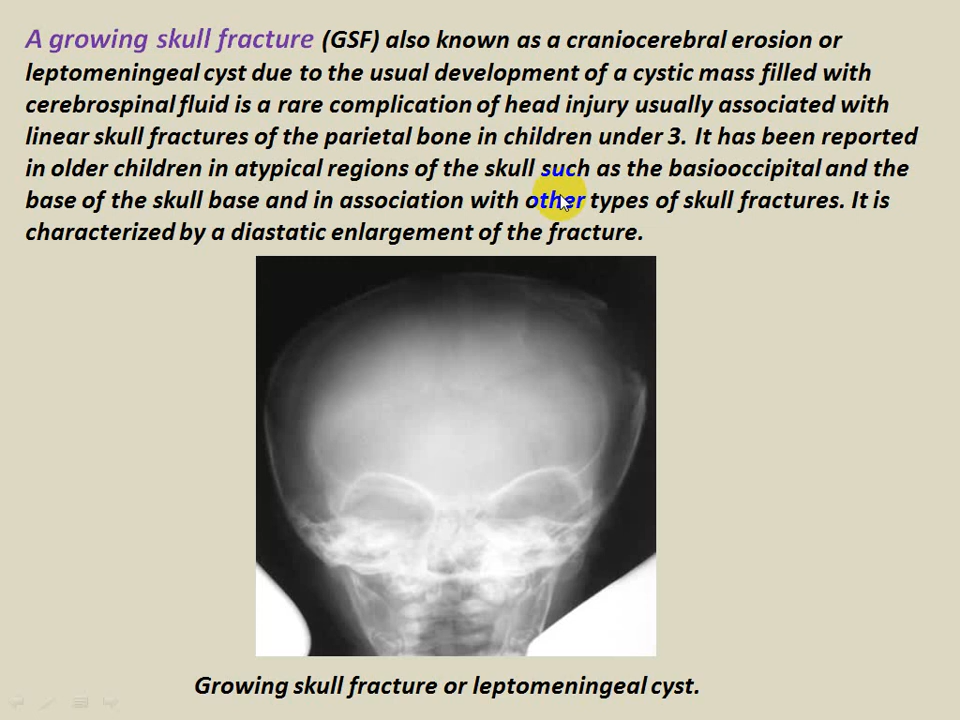 A growing skull fracture (GSF) also known as a craniocerebral erosion or
leptomeningeal cyst due to the usual development of a cystic mass filled with
cerebrospinal fluid is a rare complication of head injury usually associated with
linear skull fractures of the parietal bone in children under 3. It has been reported
in older children in atypical regions of the skull such as the basiooccipital and the
base of the skull base and in association with other types of skull fractures. It is
characterized by a diastatic enlargement of the fracture.
Growing skull fracture or leptomeningeal cyst.